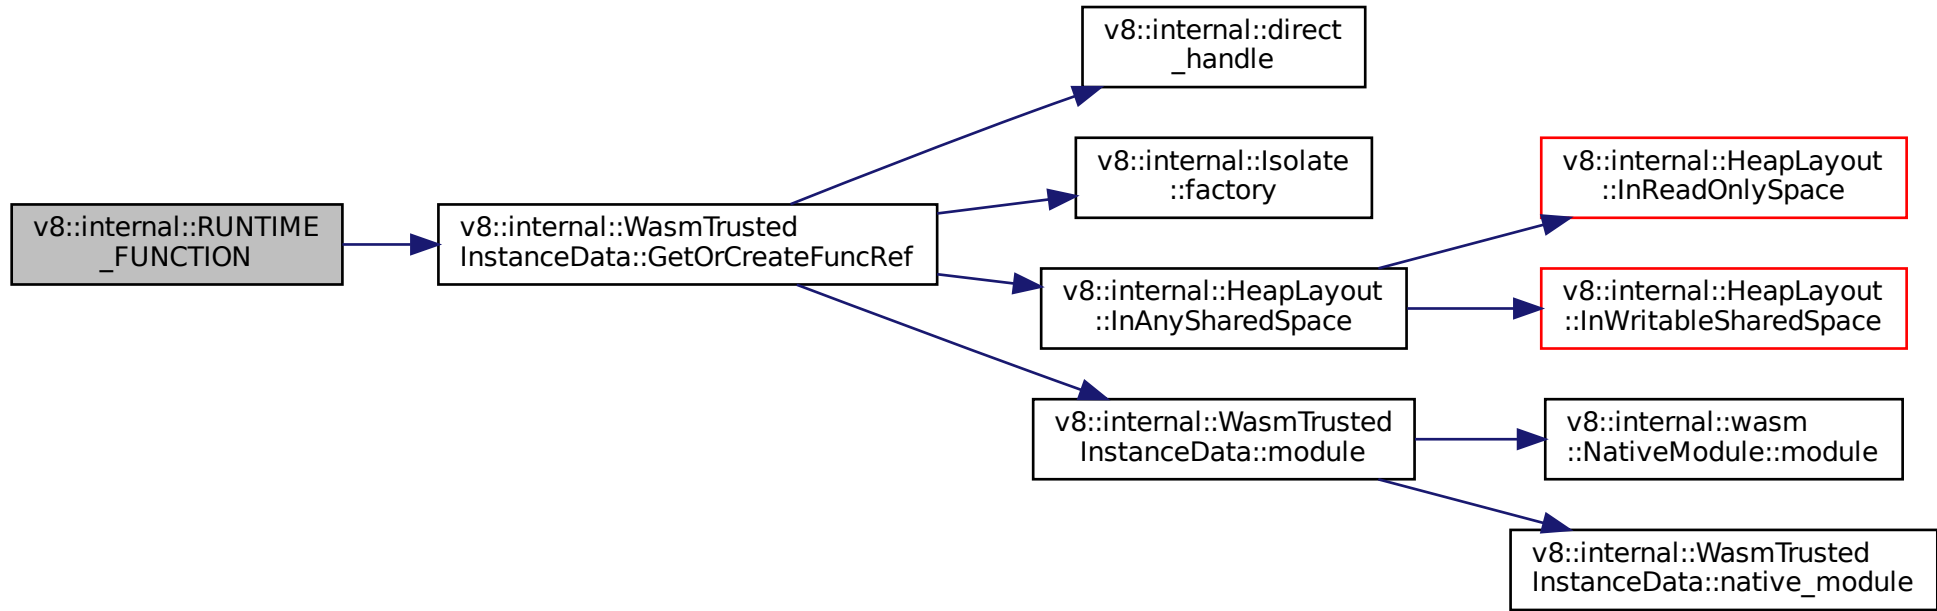 v8::internal::RUNTIME
_FUNCTION
v8::internal::WasmTrusted
InstanceData::GetOrCreateFuncRef
v8::internal::direct
_handle
v8::internal::Isolate
::factory
v8::internal::HeapLayout
::InAnySharedSpace
v8::internal::WasmTrusted
InstanceData::module
v8::internal::HeapLayout
::InReadOnlySpace
v8::internal::HeapLayout
::InWritableSharedSpace
v8::internal::wasm
::NativeModule::module
v8::internal::WasmTrusted
InstanceData::native_module